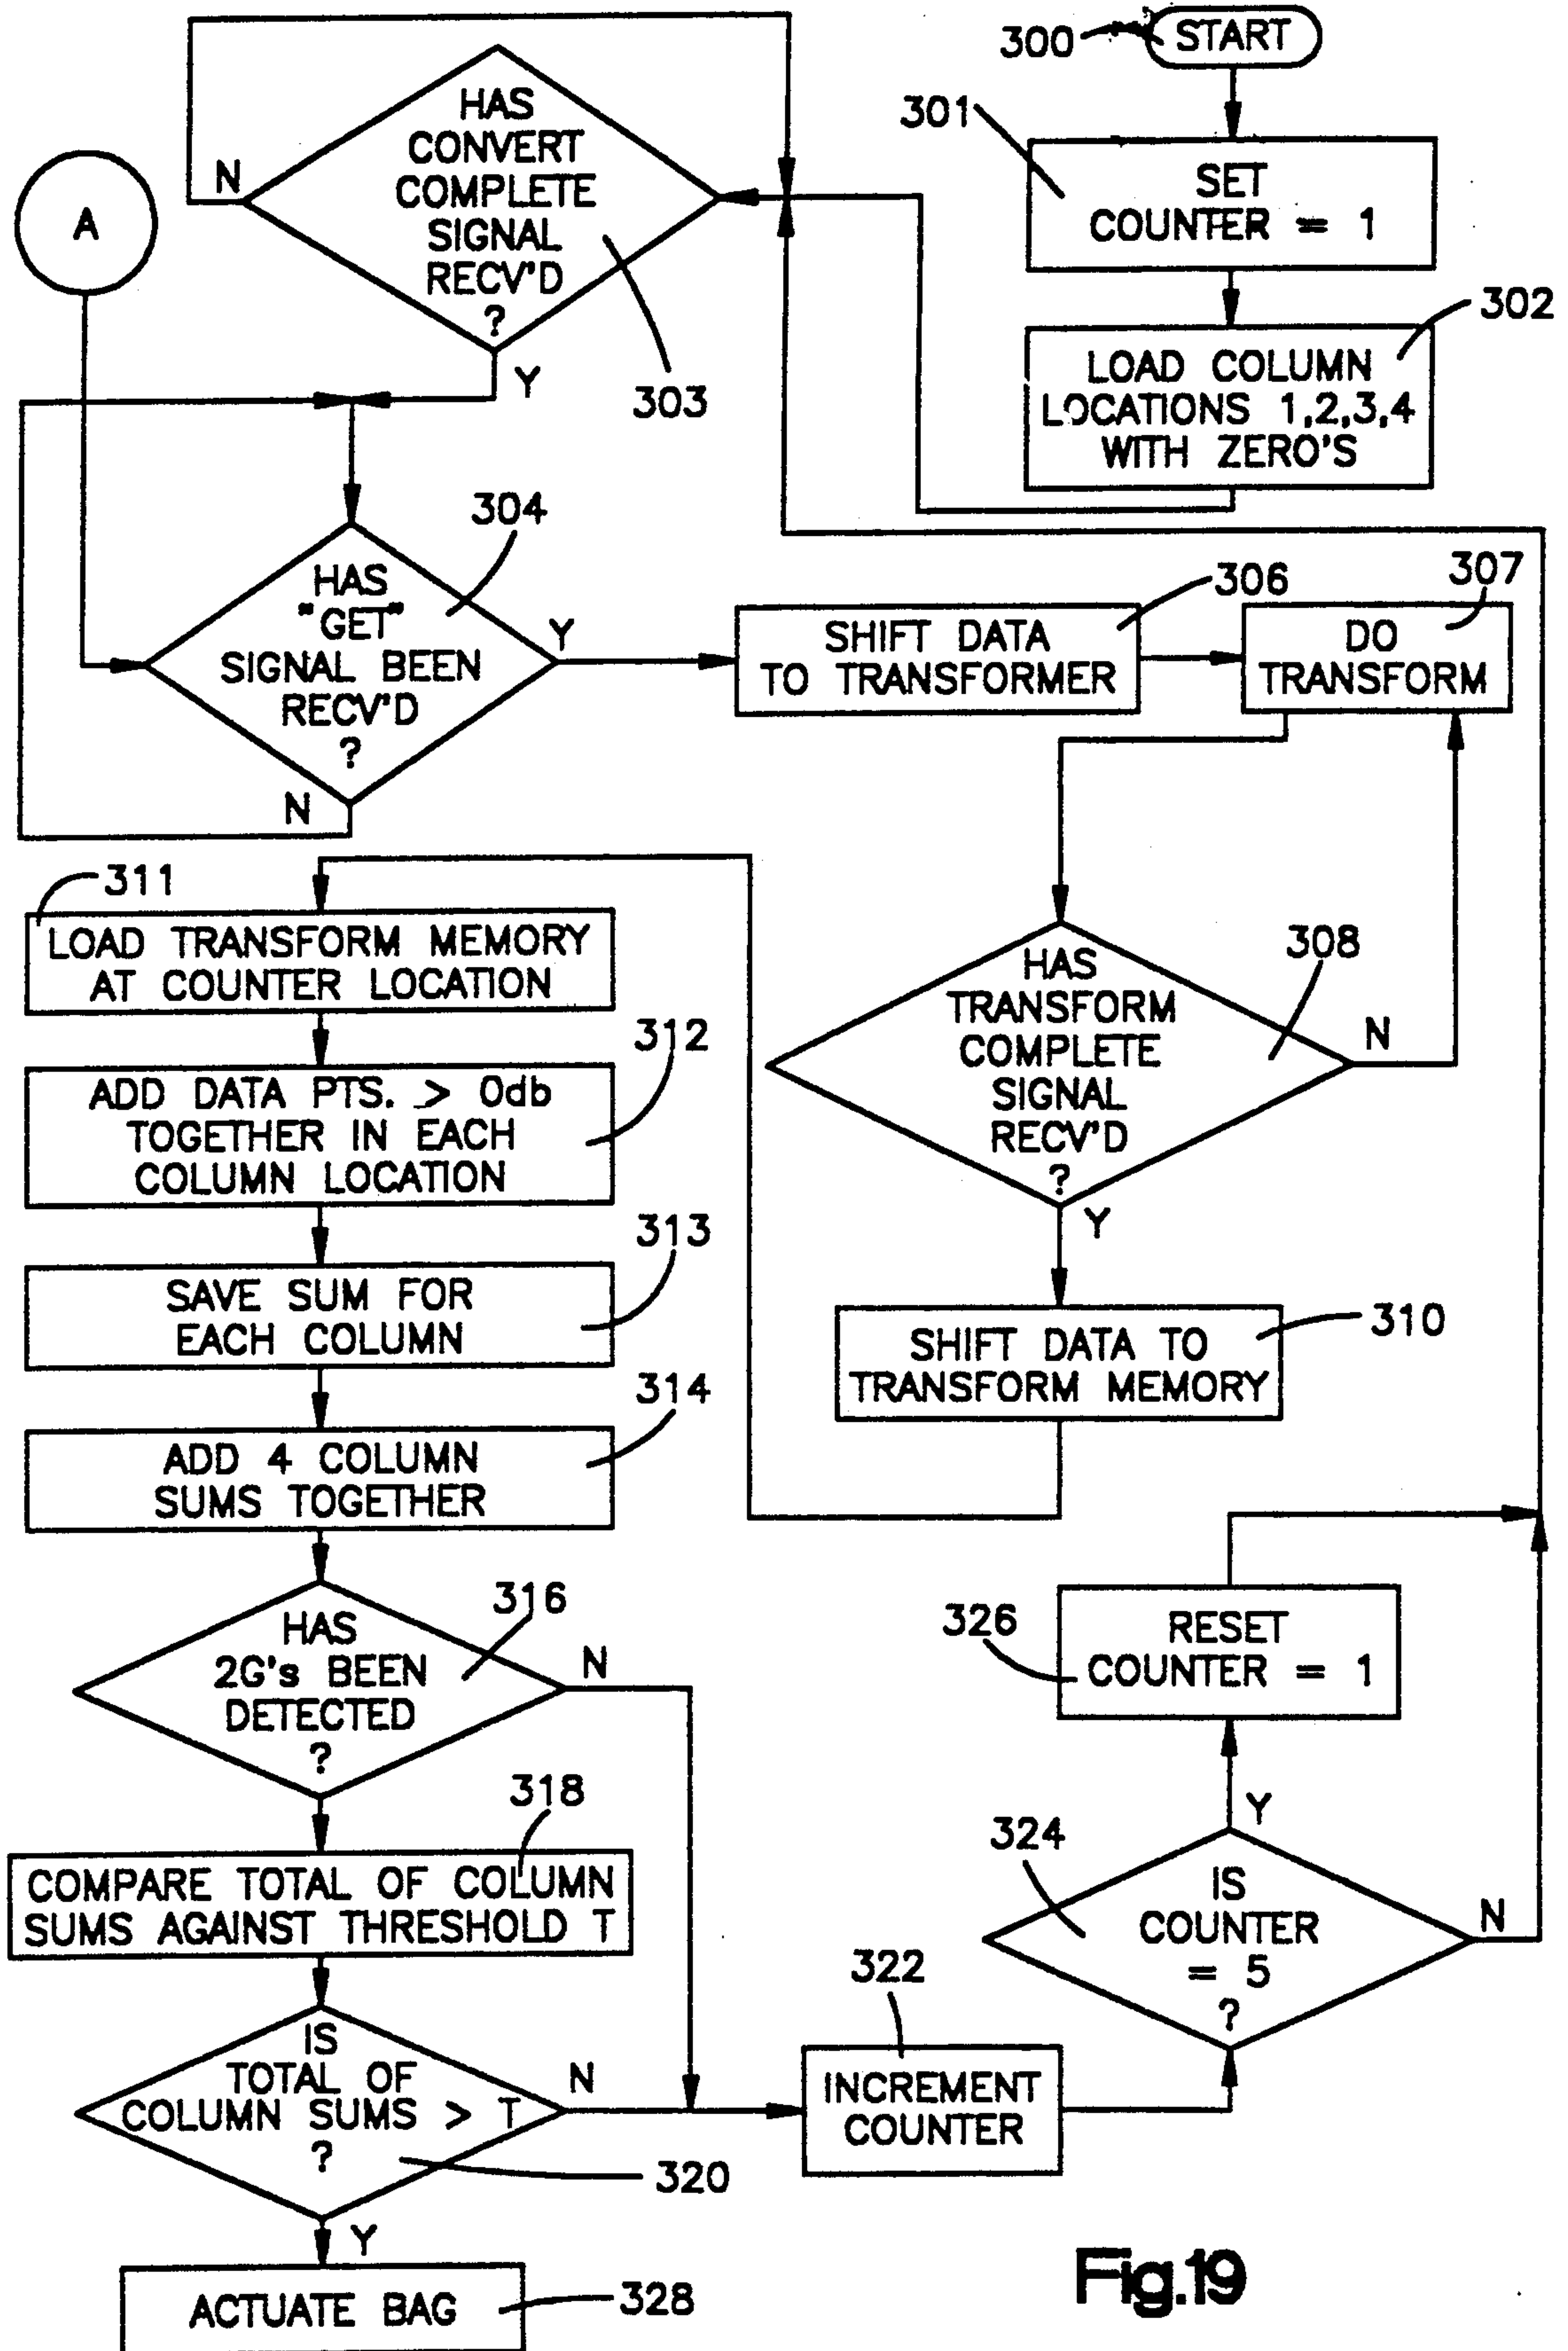 300
START
301
SET
COUNTER = 1
302
LOAD COLUMN
LOCATIONS 1,2,3,4
WITH ZERO'S
HAS
CONVERT
COMPLETE
SIGNAL
RECV'D
?
N
Y
303
A
304
HAS
"GET"
SIGNAL BEEN
RECV'D
?
Y
N
306
SHIFT DATA
TO TRANSFORMER
307
DO
TRANSFORM
308
HAS
TRANSFORM
COMPLETE
SIGNAL
RECV'D
?
N
Y
310
SHIFT DATA TO
TRANSFORM MEMORY
311
LOAD TRANSFORM MEMORY
AT COUNTER LOCATION
312
ADD DATA PTS. > 0db
TOGETHER IN EACH
COLUMN LOCATION
313
SAVE SUM FOR
EACH COLUMN
314
ADD 4 COLUMN
SUMS TOGETHER
316
HAS
2G's BEEN
DETECTED
?
N
318
COMPARE TOTAL OF COLUMN
SUMS AGAINST THRESHOLD T
IS
TOTAL OF
COLUMN SUMS > T
?
N
320
Y
322
INCREMENT
COUNTER
324
IS
COUNTER
= 5
?
N
Y
326
RESET
COUNTER = 1
ACTUATE BAG
328
Fig.19